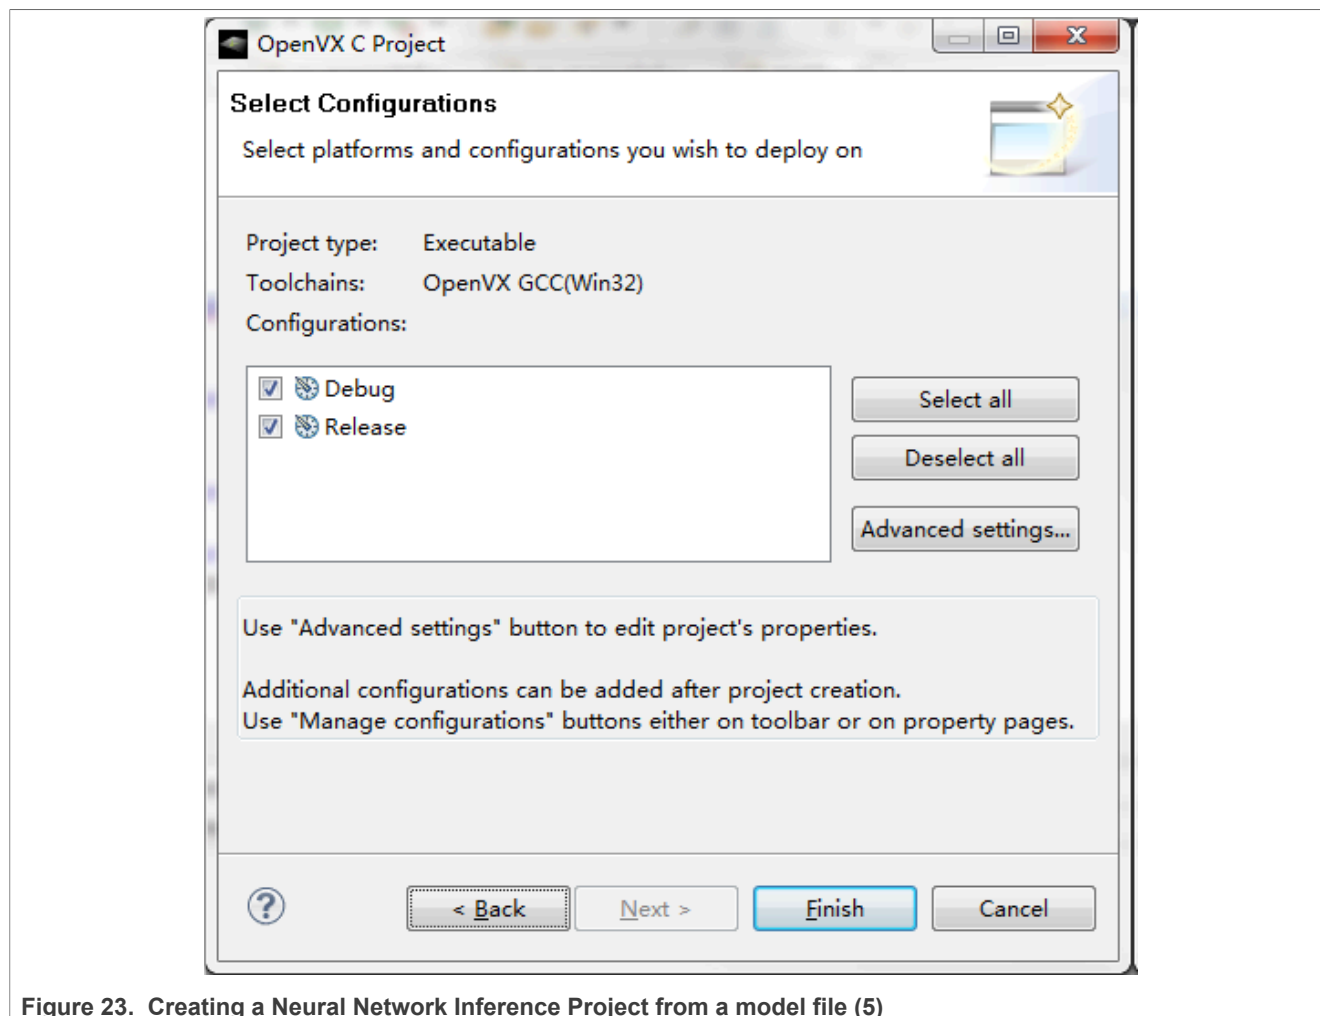 OpenVX C Project
Select Configurations
Select platforms and configurations you wish to deploy on
Project type: Executable
Toolchains: OpenVX GCC(Win32)
Configurations:
Debug
Select all
Release
Deselect all
Advanced settings...
Use "Advanced settings" button to edit project's properties.
Additional configurations can be added after project creation.
Use "Manage configurations" buttons either on toolbar or on property pages.
< Back Next > Finish Cancel
Figure 23. Creating a Neural Network Inference Project from a model file (5)